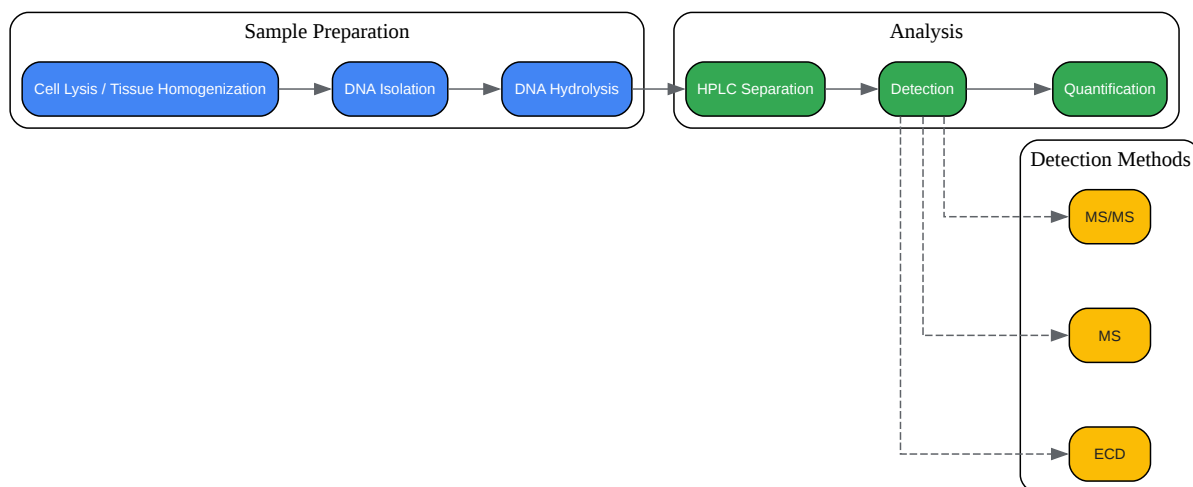 Sample Preparation
Cell Lysis / Tissue Homogenization
DNA Isolation
DNA Hydrolysis
Analysis
HPLC Separation
Detection
Quantification
Detection Methods
MS/MS
MS
ECD